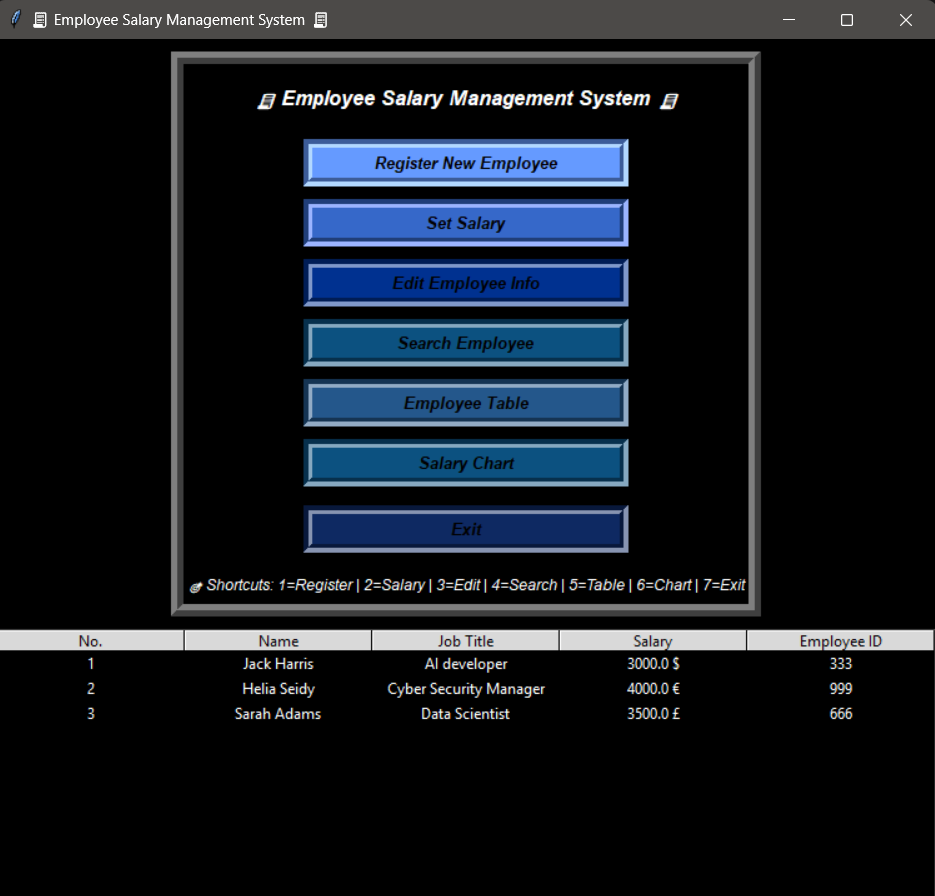 Employee Salary Management System
Employee Salary Management System
Register New Employee
Set Salary
Edit Employee Info
Search Employee
Employee Table
Salary Chart
Exit
Shortcuts: 1=Register | 2=Salary | 3=Edit | 4=Search | 5=Table | 6=Chart | 7=Exit
No. Name Job Title Salary Employee ID
1 Jack Harris AI developer 3000.0 $ 333
2 Helia Seidy Cyber Security Manager 4000.0 € 999
3 Sarah Adams Data Scientist 3500.0 £ 666